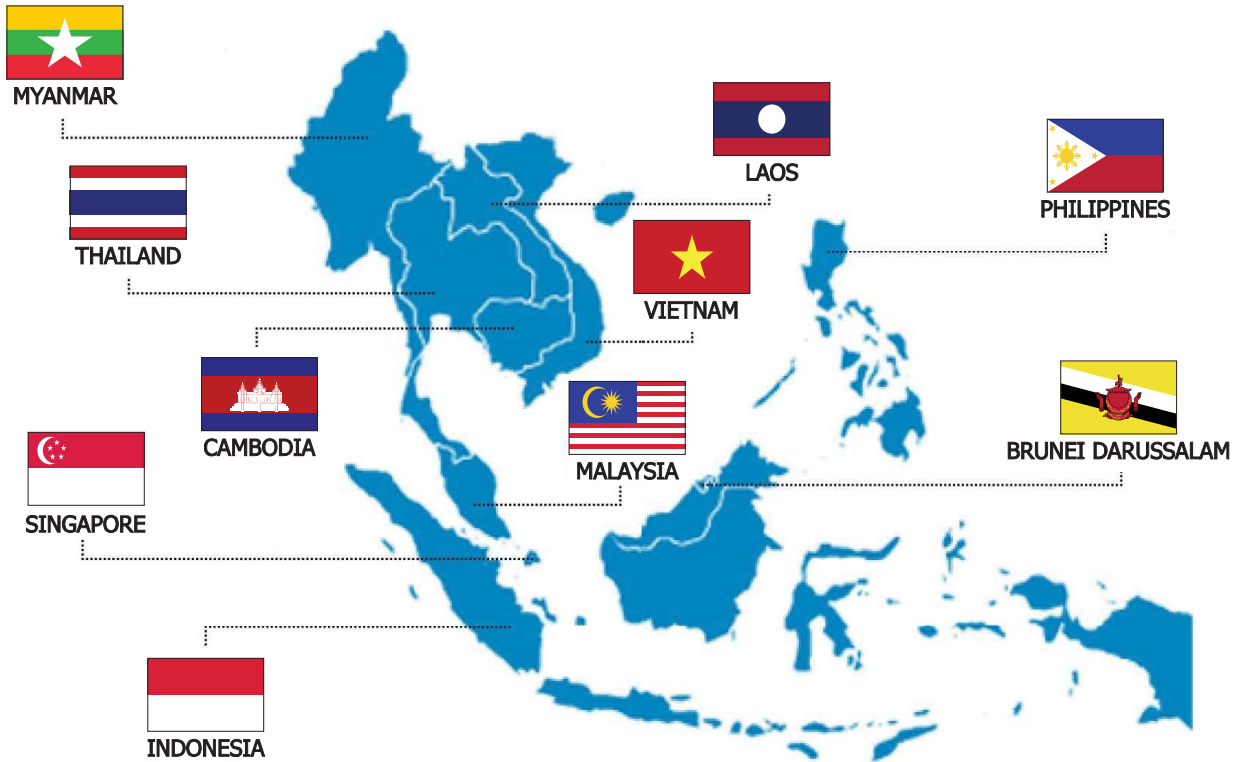 MYANMAR
LAOS
THAILAND
PHILIPPINES
VIETNAM
CAMBODIA
MALAYSIA
BRUNEI DARUSSALAM
SINGAPORE
INDONESIA